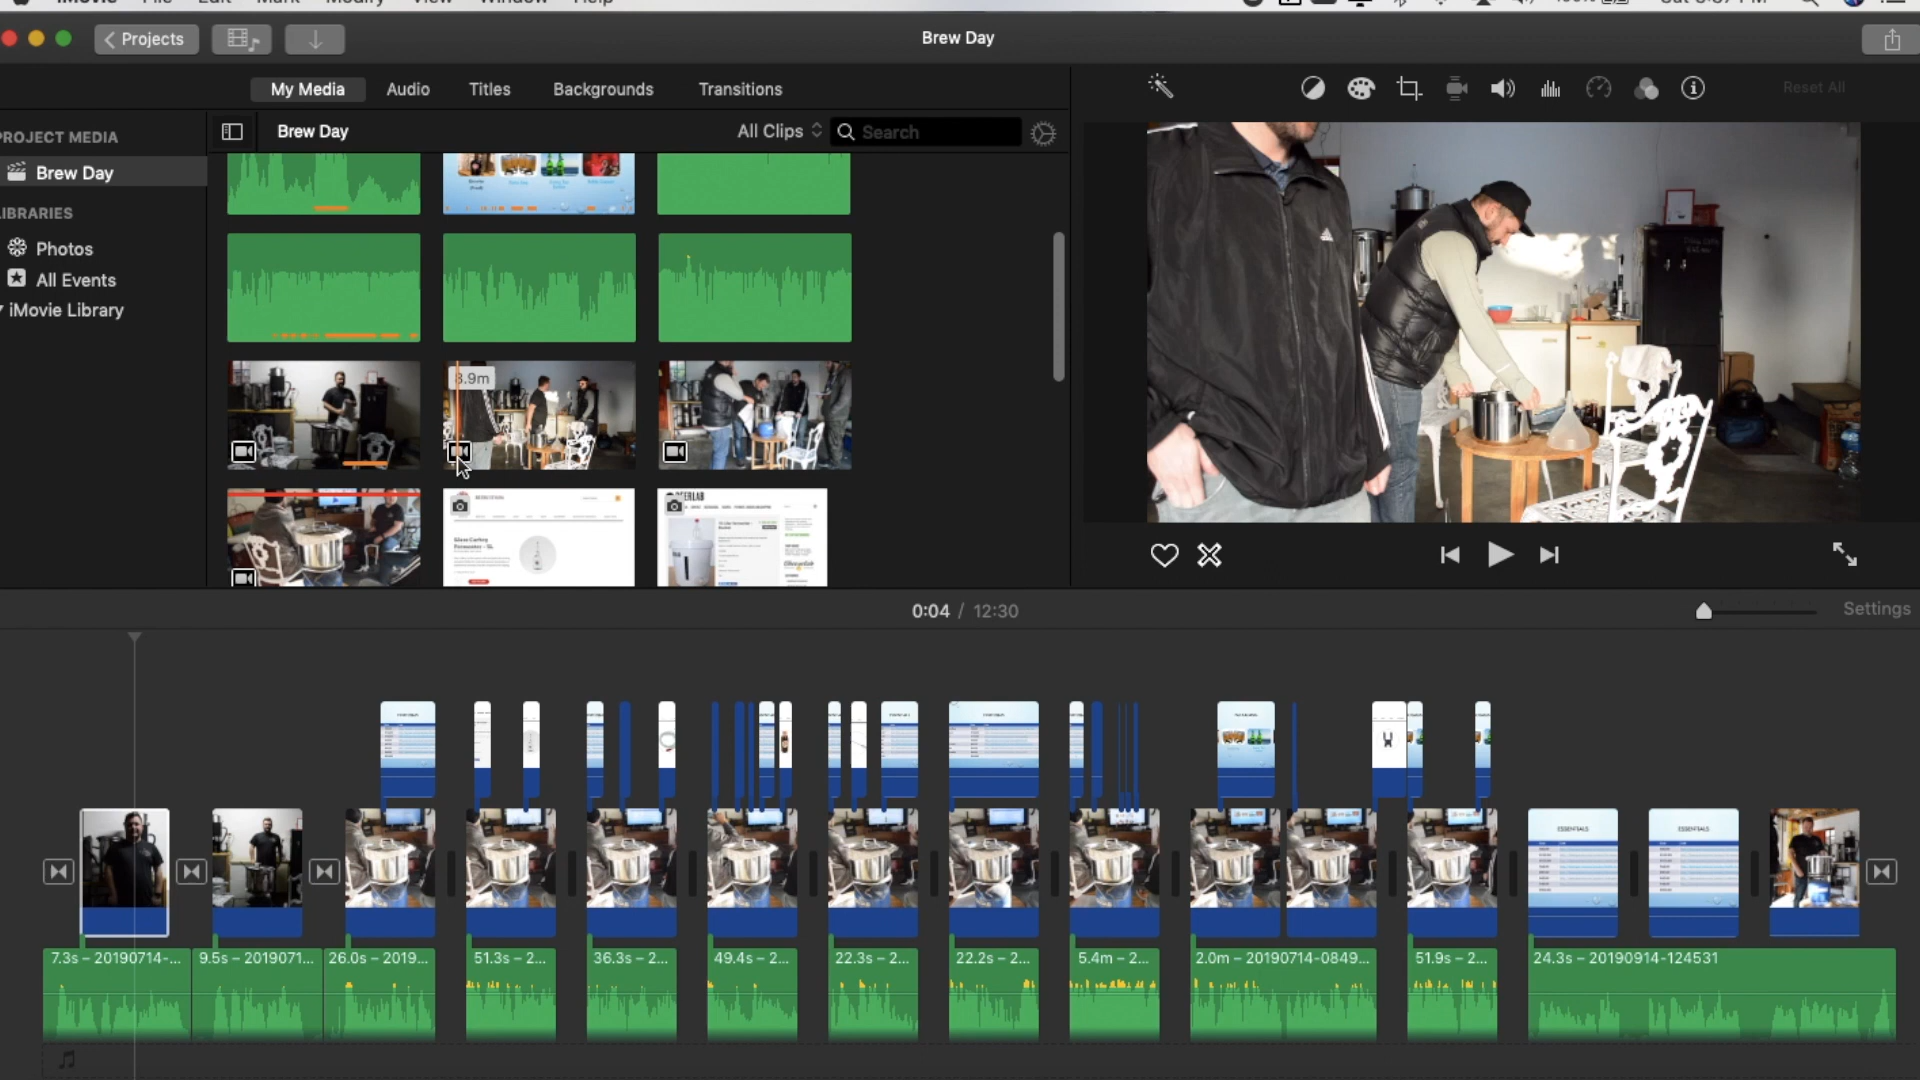 iMovie File Edit Mark Modify View Window Help
Projects
Brew Day
My Media Audio Titles Backgrounds Transitions
Reset All
PROJECT MEDIA
Brew Day
All Clips
Search
Brew Day
LIBRARIES
Photos
All Events
iMovie Library
3.9m
0:04 / 12:30
Settings
ESSENTIALS
ESSENTIALS
7.3s – 20190714-...
9.5s – 2019071...
26.0s – 2019...
51.3s – 2...
36.3s – 2...
49.4s – 2...
22.3s – 2...
22.2s – 2...
5.4m – 2...
2.0m – 20190714-0849...
51.9s – 2...
24.3s – 20190914-124531